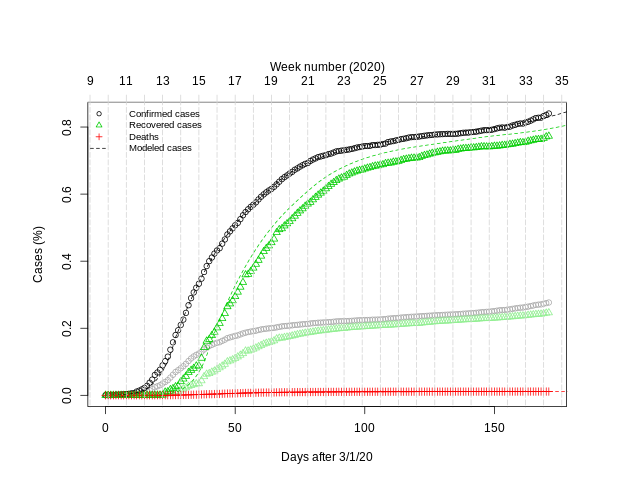 Week number (2020)
9 11 13 15 17 19 21 23 25 27 29 31 33 35
Confirmed cases
Recovered cases
Deaths
Modeled cases
Cases (%)
0.8
0.6
0.4
0.2
0.0
0 50 100 150
Days after 3/1/20